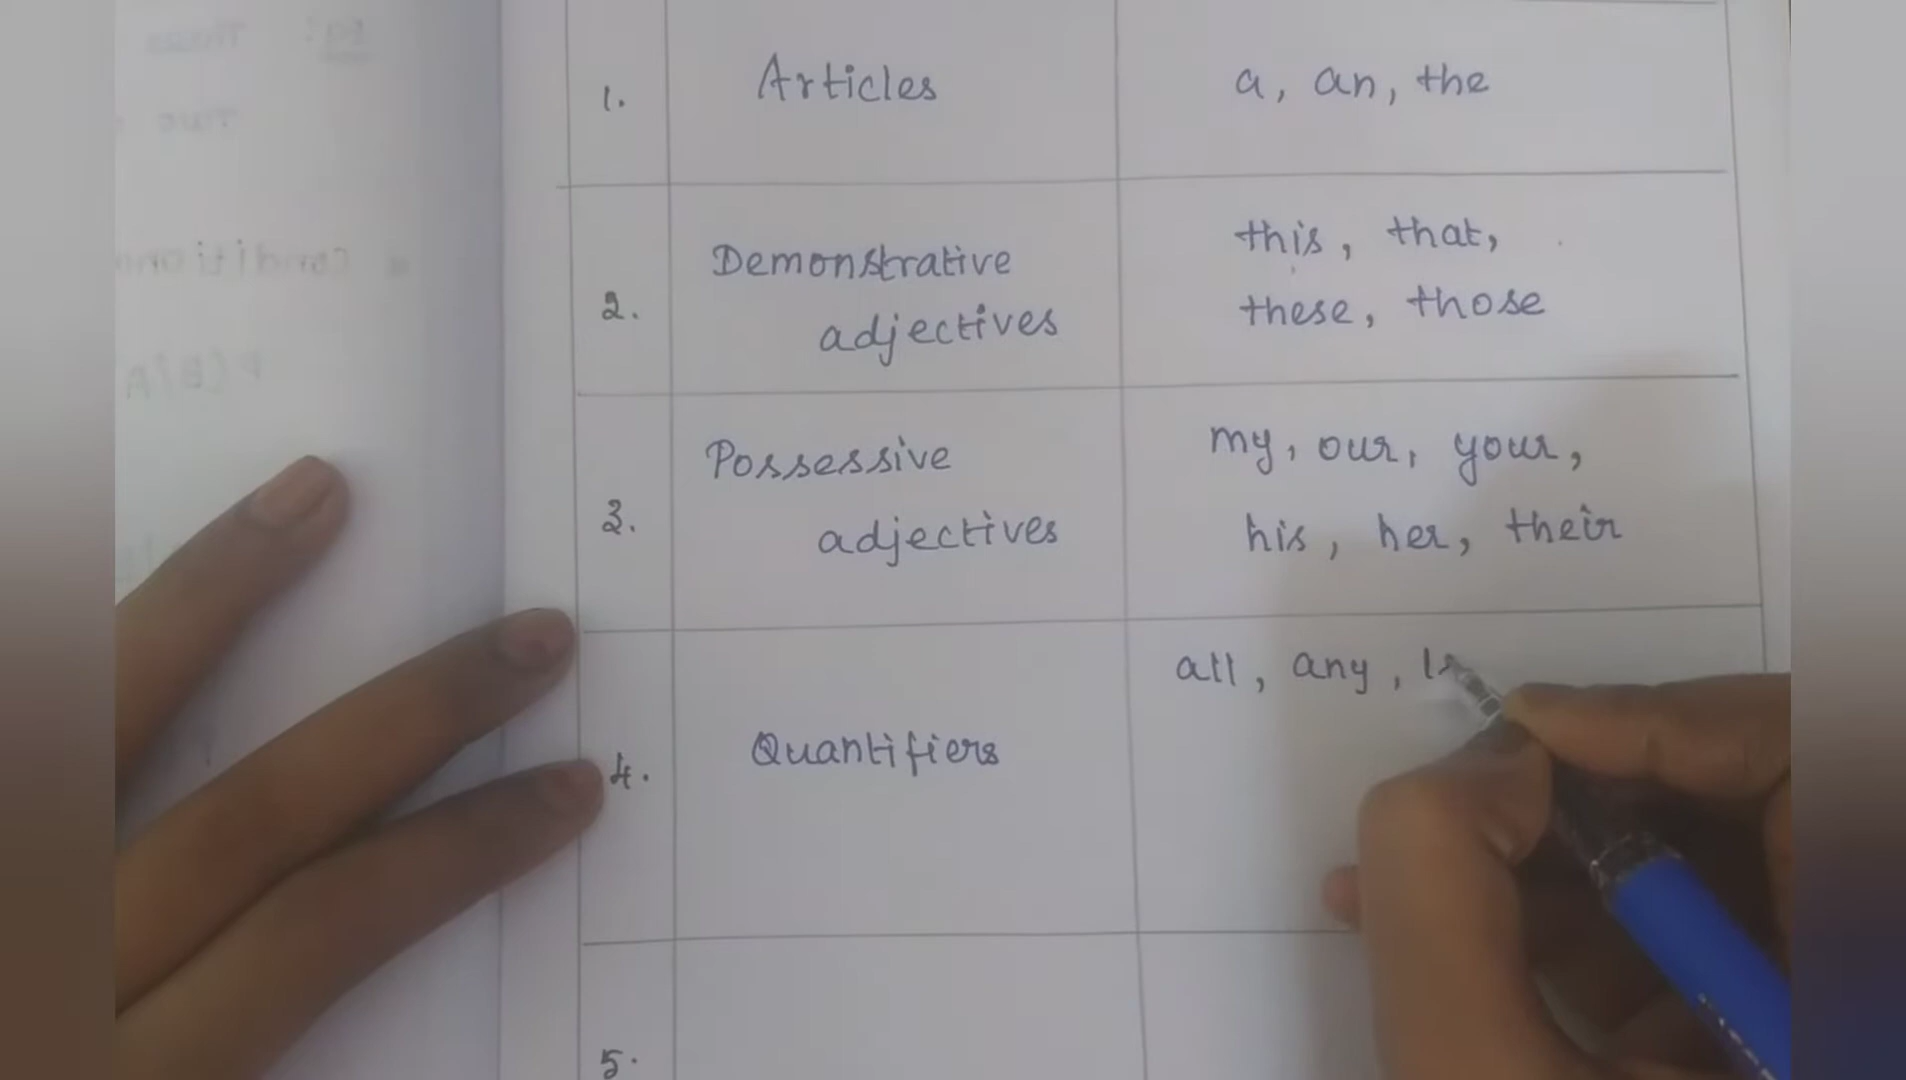 1. Articles a, an, the
this, that,
Demonstrative
2. these, those
adjectives
my, our, your,
Possessive
3. his, her, their
adjectives
all, any,
Quantifiers
4.
5.